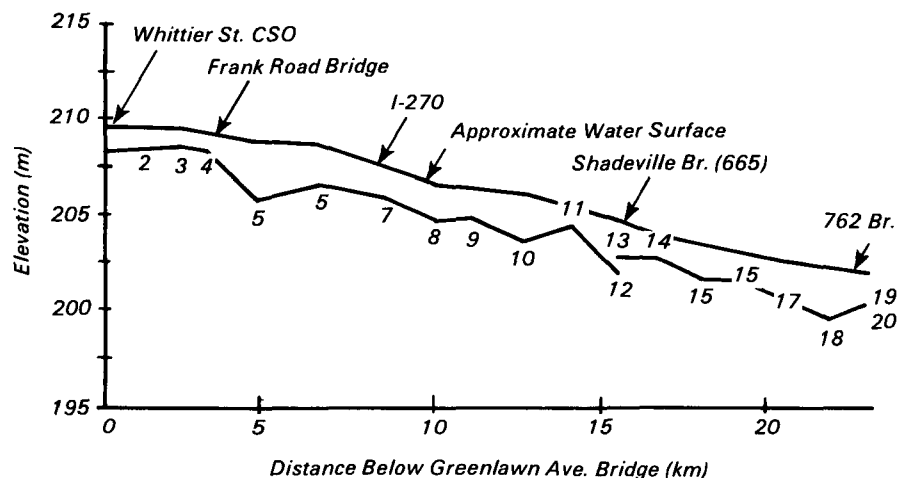 215
Whittier St. CSO
Frank Road Bridge
I-270
210
Approximate Water Surface
Shadeville Br. (665)
2 3 4
762 Br.
205
5 5 7 8 9 10 11 12 13 14 15 15 17 18 19 20
200
195
0 5 10 15 20
Elevation (m)
Distance Below Greenlawn Ave. Bridge (km)